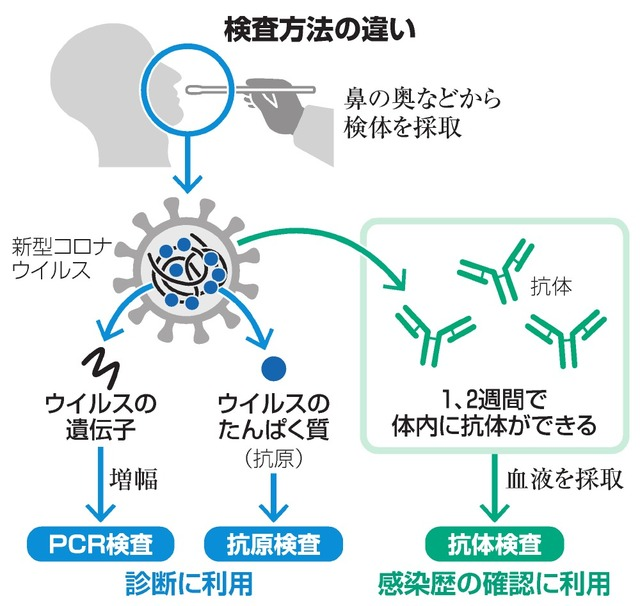 検査方法の違い
鼻の奥などから
検体を採取
新型コロナ
ウイルス
抗体
ウイルスの
遺伝子
ウイルスの
たんぱく質
（抗原）
1、2週間で
体内に抗体ができる
増幅
血液を採取
PCR検査
抗原検査
抗体検査
診断に利用
感染歴の確認に利用